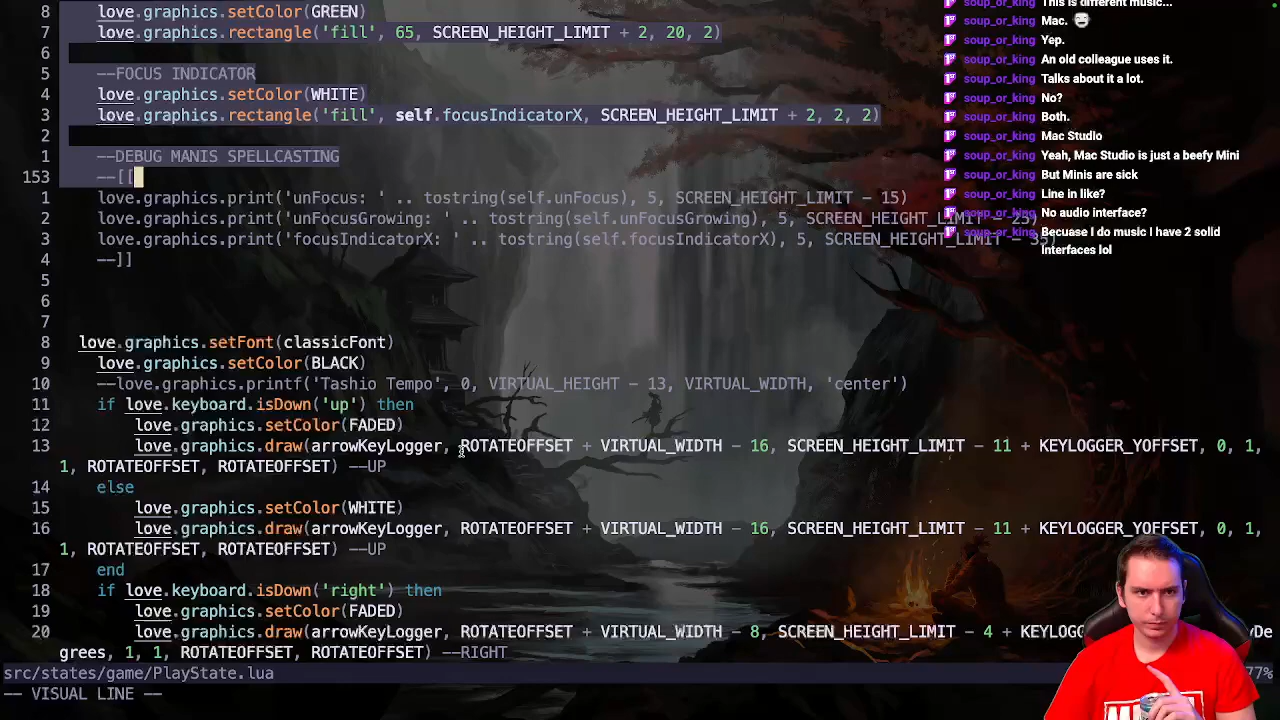 8 love.graphics.setColor(GREEN)
7 love.graphics.rectangle('fill', 65, SCREEN_HEIGHT_LIMIT + 2, 20, 2)
6
5 --FOCUS INDICATOR
4 love.graphics.setColor(WHITE)
3 love.graphics.rectangle('fill', self.focusIndicatorX, SCREEN_HEIGHT_LIMIT + 2, 2, 2)
2
1 --DEBUG MANIS SPELLCASTING
153 --[[
1 love.graphics.print('unFocus: ' .. tostring(self.unFocus), 5, SCREEN_HEIGHT_LIMIT - 15)
2 love.graphics.print('unFocusGrowing: ' .. tostring(self.unFocusGrowing), 5, SCREEN_HEIGHT_LIMIT - 25)
3 love.graphics.print('focusIndicatorX: ' .. tostring(self.focusIndicatorX), 5, SCREEN_HEIGHT_LIMIT - 35)
4 --]]
5
6
7
8 love.graphics.setFont(classicFont)
9 love.graphics.setColor(BLACK)
10 --love.graphics.printf('Tashio Tempo', 0, VIRTUAL_HEIGHT - 13, VIRTUAL_WIDTH, 'center')
11 if love.keyboard.isDown('up') then
12 love.graphics.setColor(FADED)
13 love.graphics.draw(arrowKeyLogger, ROTATEOFFSET + VIRTUAL_WIDTH - 16, SCREEN_HEIGHT_LIMIT - 11 + KEYLOGGER_YOFFSET, 0, 1,
1, ROTATEOFFSET, ROTATEOFFSET) --UP
14 else
15 love.graphics.setColor(WHITE)
16 love.graphics.draw(arrowKeyLogger, ROTATEOFFSET + VIRTUAL_WIDTH - 16, SCREEN_HEIGHT_LIMIT - 11 + KEYLOGGER_YOFFSET, 0, 1,
1, ROTATEOFFSET, ROTATEOFFSET) --UP
17 end
18 if love.keyboard.isDown('right') then
19 love.graphics.setColor(FADED)
20 love.graphics.draw(arrowKeyLogger, ROTATEOFFSET + VIRTUAL_WIDTH - 8, SCREEN_HEIGHT_LIMIT - 4 +
grees, 1, 1, ROTATEOFFSET, ROTATEOFFSET) --RIGHT
src/states/game/PlayState.lua 77%
-- VISUAL LINE --
soup_or_king This is different music...
soup_or_king Mac.
soup_or_king Yep.
soup_or_king An old colleague uses it.
soup_or_king Talks about it a lot.
soup_or_king No?
soup_or_king Both.
soup_or_king Mac Studio
soup_or_king Yeah, Mac Studio is just a beefy Mini
soup_or_king But Minis are sick
soup_or_king Line in like?
soup_or_king No audio interface?
soup_or_king Becuase I do music I have 2 solid
interfaces lol